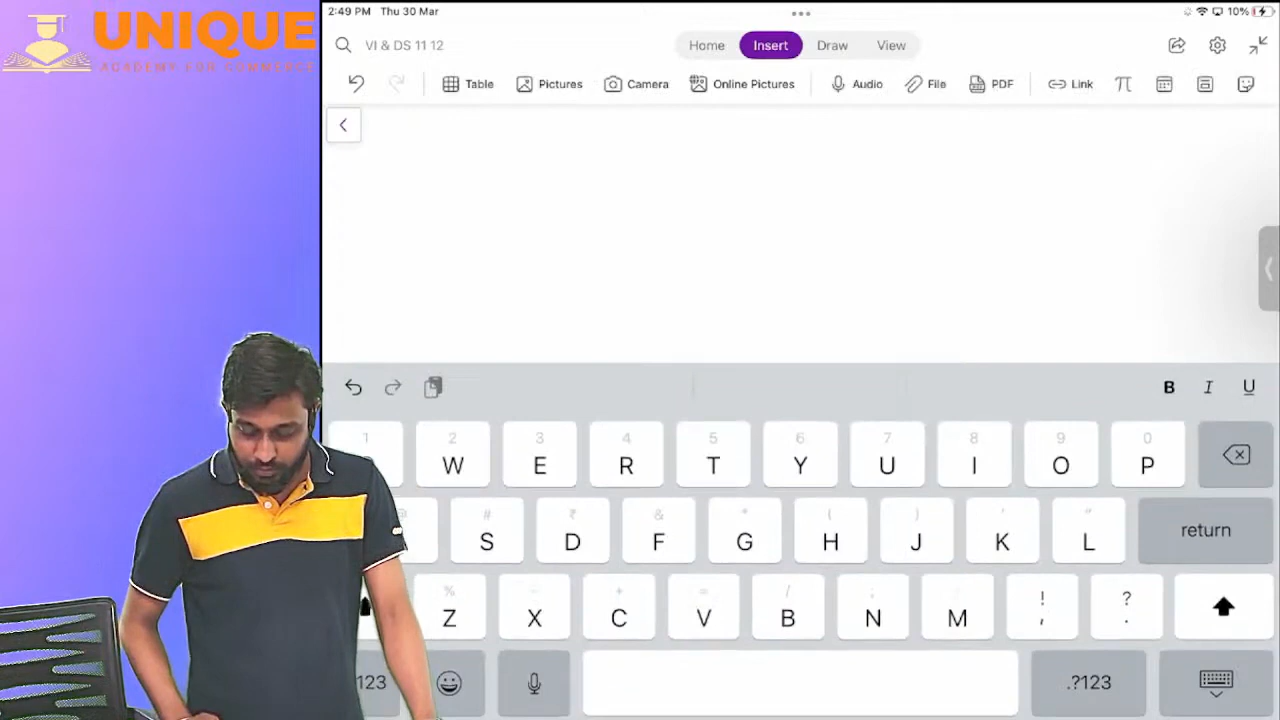 UNIQUE
ACADEMY FOR COMMERCE
2:49 PM Thu 30 Mar
10%
VI & DS 11 12
Home Insert Draw View
Table Pictures Camera Online Pictures Audio File PDF Link π
B I U
1 2 3 4 5 6 7 8 9 0
W E R T Y U I O P
@ # ₹ & * ( ) ' "
S D F G H J K L return
% - + = / ; ! ?
Z X C V B N M , .
123 .?123